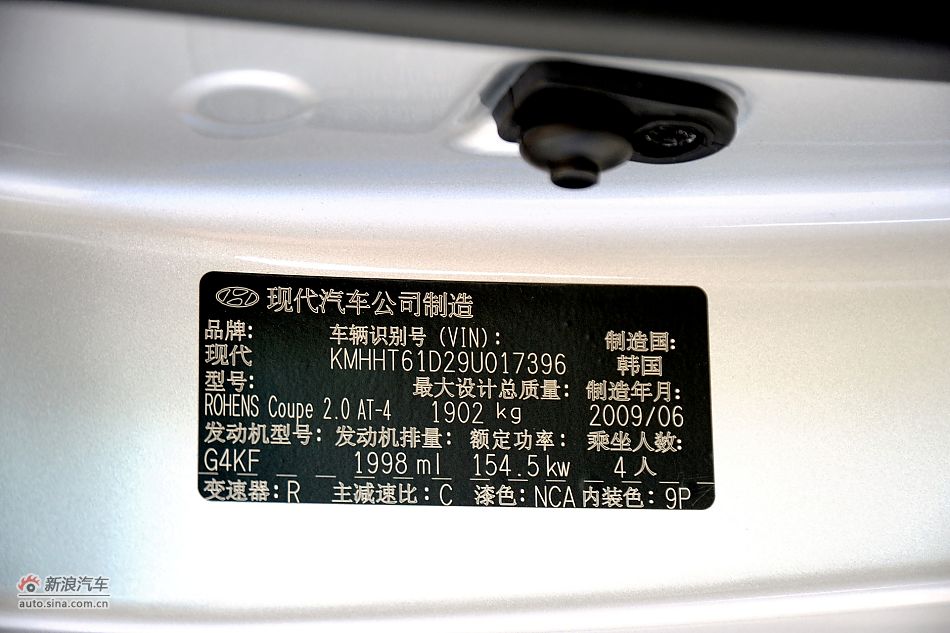 现代汽车公司制造
品牌: 车辆识别号 (VIN): 制造国:
现代 KMHHT61D29U017396 韩国
型号: 最大设计总质量: 制造年月:
ROHENS Coupe 2.0 AT-4 1902 kg 2009/06
发动机型号: 发动机排量: 额定功率: 乘坐人数:
G4KF 1998 ml 154.5 kw 4 人
变速器: R 主减速比: C 漆色: NCA 内装色: 9P
新浪汽车
auto.sina.com.cn